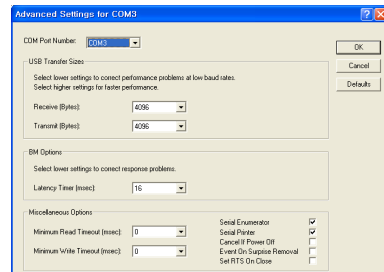 Advanced Settings for COM3
COM Port Number: COM3
OK
Cancel
Defaults
USB Transfer Sizes
Select lower settings to correct performance problems at low baud rates.
Select higher settings for faster performance.
Receive (Bytes): 4096
Transmit (Bytes): 4096
BM Options
Select lower settings to correct response problems.
Latency Timer (msec): 16
Miscellaneous Options
Minimum Read Timeout (msec): 0
Minimum Write Timeout (msec): 0
Serial Enumerator
Serial Printer
Cancel If Power Off
Event On Surprise Removal
Set RTS On Close